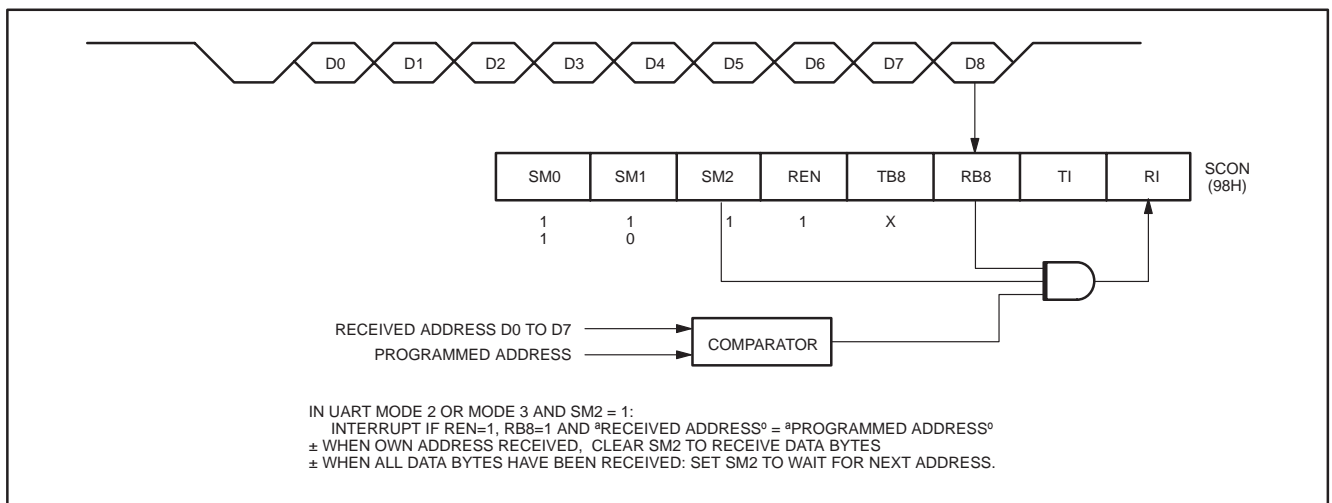 D0 D1 D2 D3 D4 D5 D6 D7 D8
SM0 SM1 SM2 REN TB8 RB8 TI RI
SCON
(98H)
1 1 1 1 X
1 0
RECEIVED ADDRESS D0 TO D7
PROGRAMMED ADDRESS
COMPARATOR
IN UART MODE 2 OR MODE 3 AND SM2 = 1:
INTERRUPT IF REN=1, RB8=1 AND ªRECEIVED ADDRESSº = ªPROGRAMMED ADDRESSº
± WHEN OWN ADDRESS RECEIVED, CLEAR SM2 TO RECEIVE DATA BYTES
± WHEN ALL DATA BYTES HAVE BEEN RECEIVED: SET SM2 TO WAIT FOR NEXT ADDRESS.